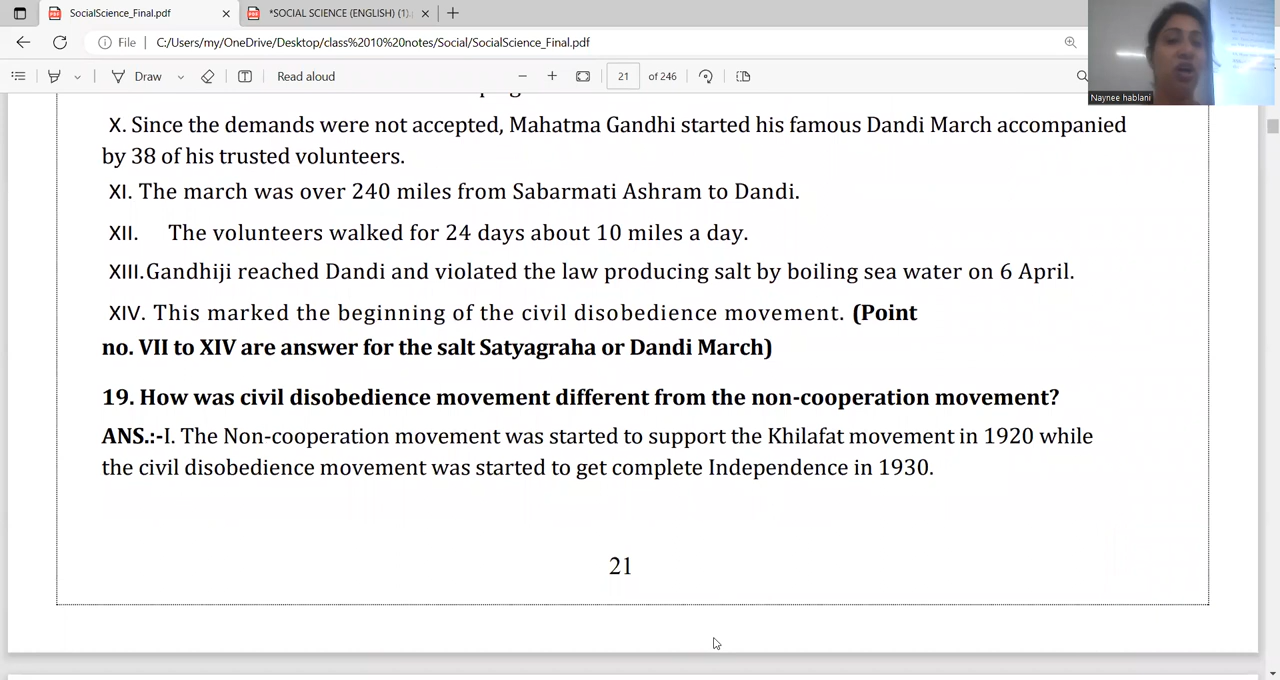 SocialScience_Final.pdf
*SOCIAL SCIENCE (ENGLISH) (1).
File C:/Users/my/OneDrive/Desktop/class%2010%20notes/Social/SocialScience_Final.pdf
Draw Read aloud 21 of 246
Naynee hablani
X. Since the demands were not accepted, Mahatma Gandhi started his famous Dandi March accompanied
by 38 of his trusted volunteers.
XI. The march was over 240 miles from Sabarmati Ashram to Dandi.
XII. The volunteers walked for 24 days about 10 miles a day.
XIII.Gandhiji reached Dandi and violated the law producing salt by boiling sea water on 6 April.
XIV. This marked the beginning of the civil disobedience movement. (Point
no. VII to XIV are answer for the salt Satyagraha or Dandi March)
19. How was civil disobedience movement different from the non-cooperation movement?
ANS.:-I. The Non-cooperation movement was started to support the Khilafat movement in 1920 while
the civil disobedience movement was started to get complete Independence in 1930.
21